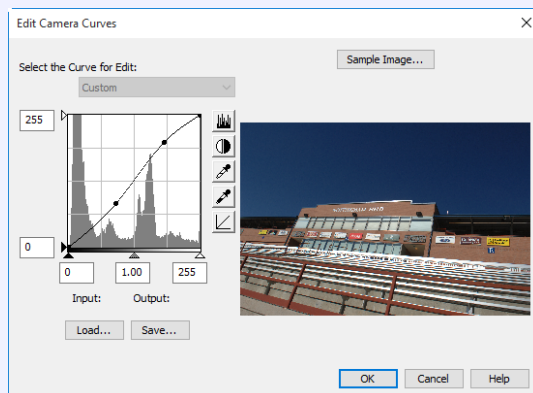 Edit Camera Curves
Sample Image...
Select the Curve for Edit:
Custom
255
0
0
1.00
255
Input:
Output:
Load...
Save...
OK
Cancel
Help